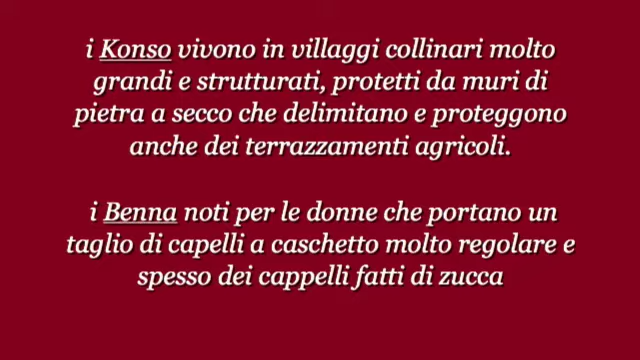 i Konso vivono in villaggi collinari molto
grandi e strutturati, protetti da muri di
pietra a secco che delimitano e proteggono
anche dei terrazzamenti agricoli.
i Benna noti per le donne che portano un
taglio di capelli a caschetto molto regolare e
spesso dei cappelli fatti di zucca